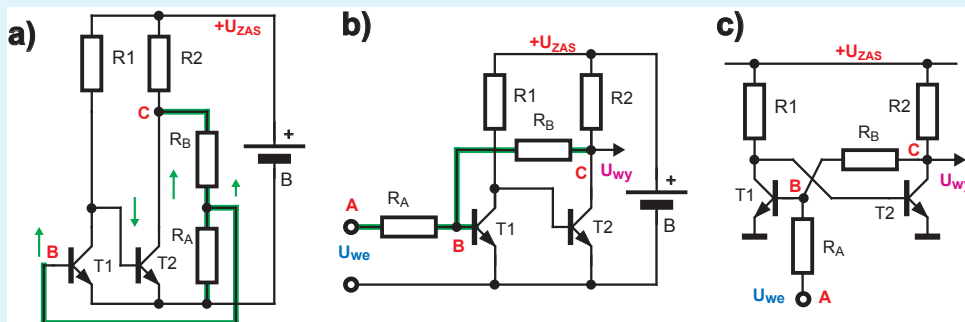 a)
+UZAS
R1
R2
C
RB
+
B
B
T1
T2
RA
b)
+UZAS
R1
R2
RB
C
Uwy
+
B
A
RA
B
T1
T2
Uwe
c)
+UZAS
R1
R2
RB
C
Uwy
T1
B
T2
RA
Uwe
A